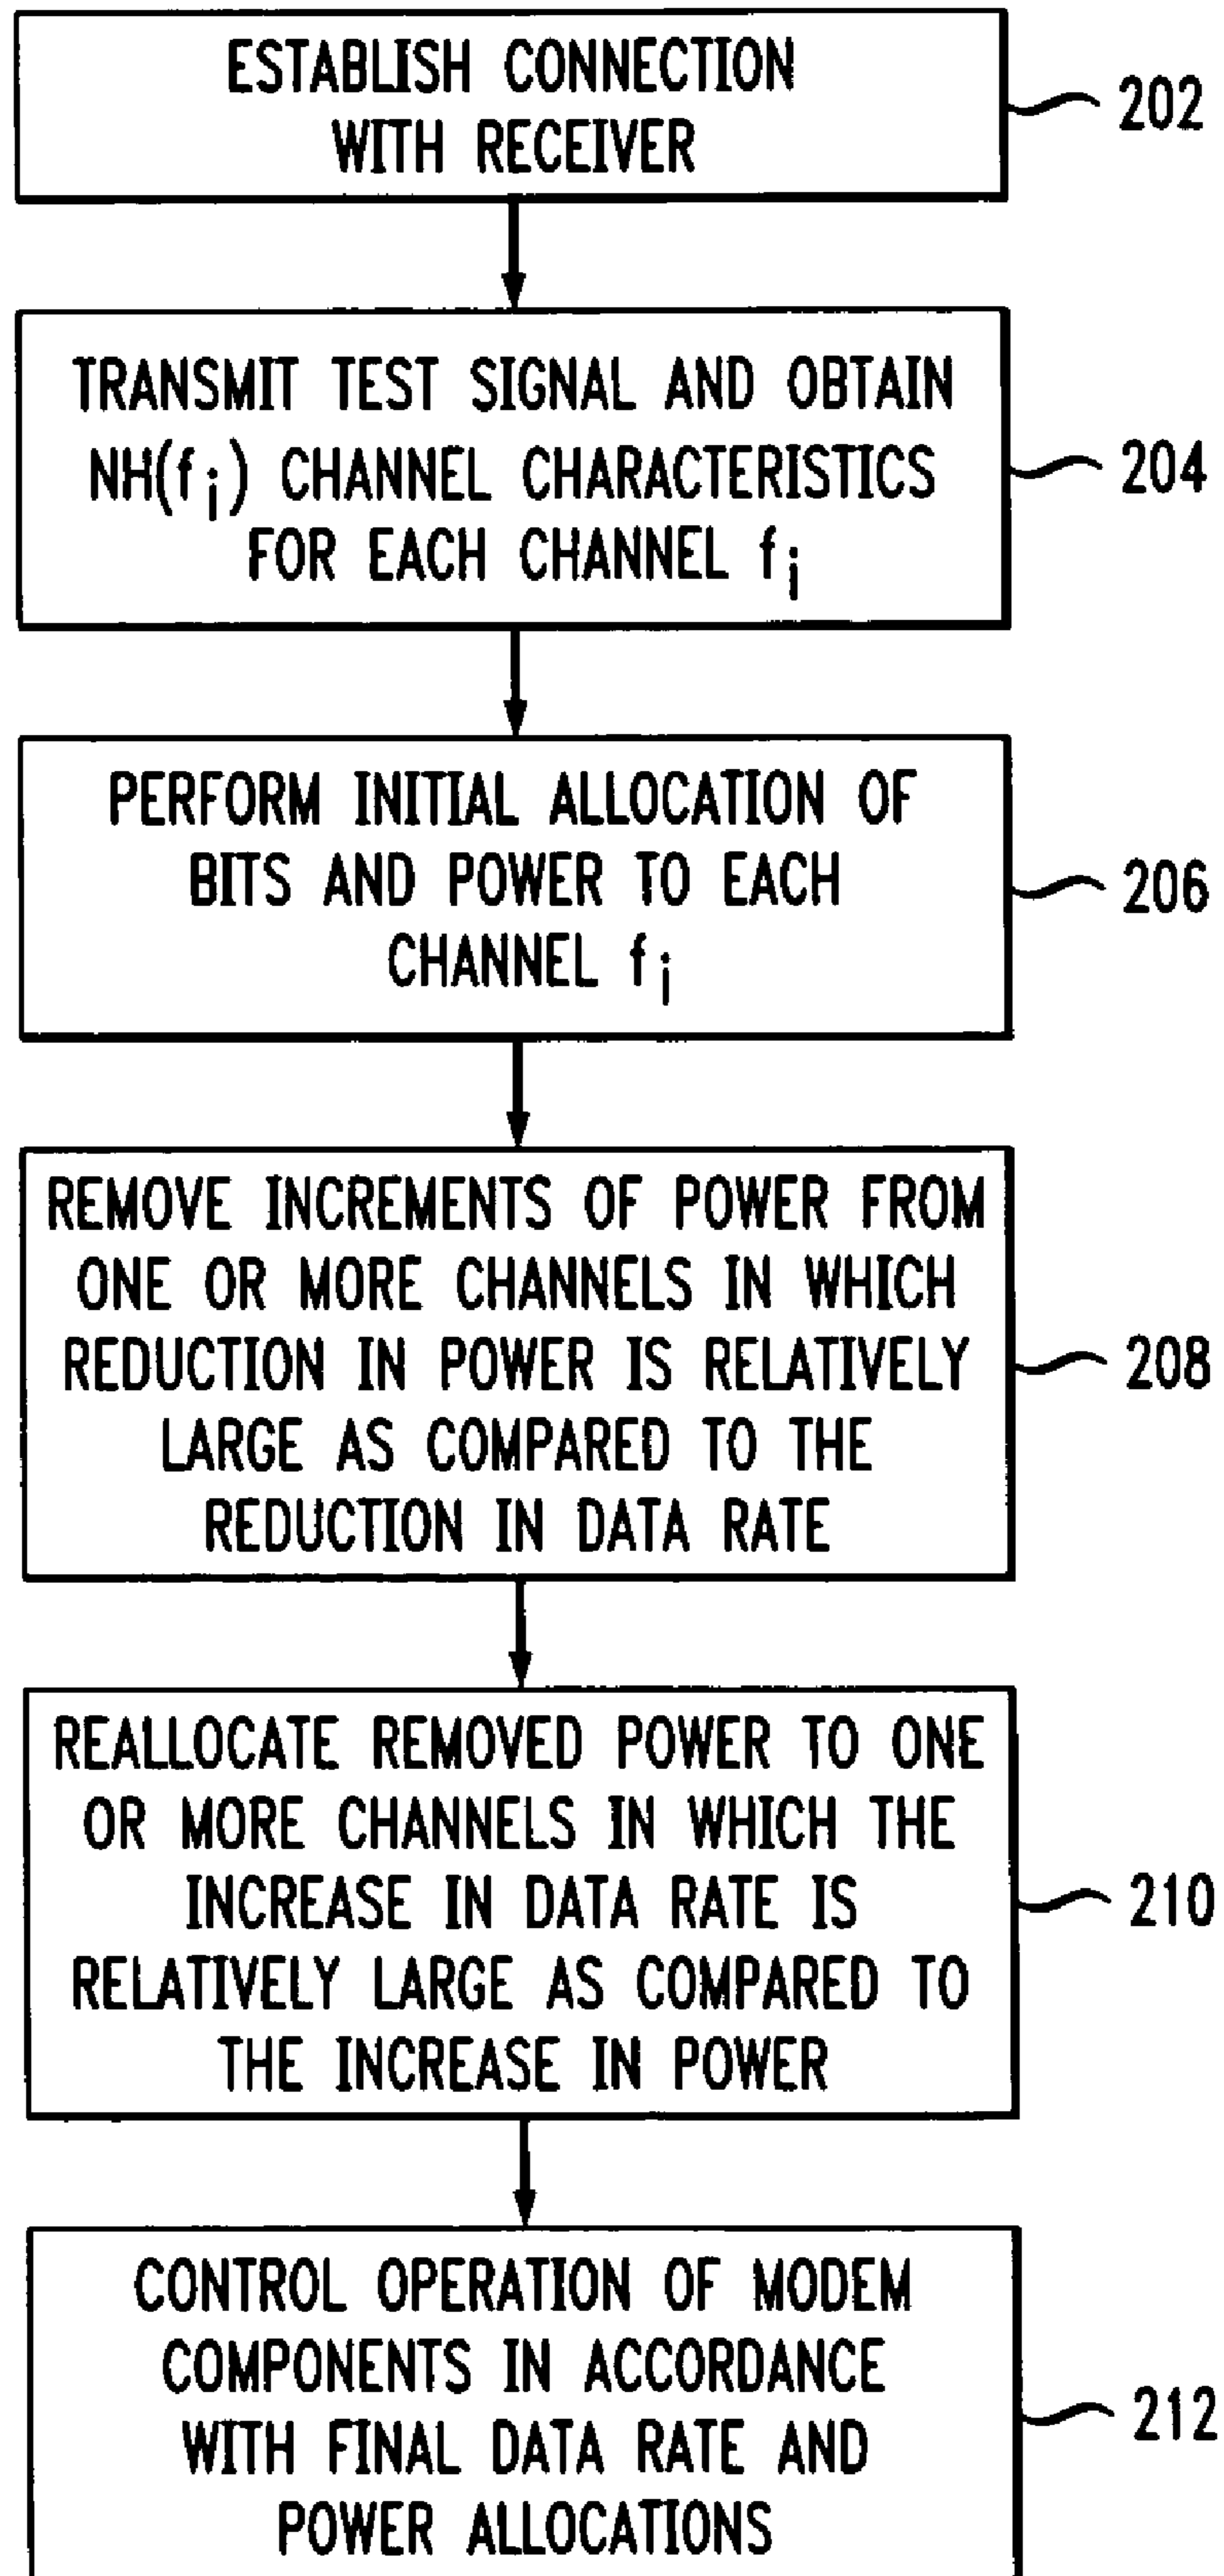 ESTABLISH CONNECTION
WITH RECEIVER
202
TRANSMIT TEST SIGNAL AND OBTAIN
NH(fi) CHANNEL CHARACTERISTICS
FOR EACH CHANNEL fi
204
PERFORM INITIAL ALLOCATION OF
BITS AND POWER TO EACH
CHANNEL fi
206
REMOVE INCREMENTS OF POWER FROM
ONE OR MORE CHANNELS IN WHICH
REDUCTION IN POWER IS RELATIVELY
LARGE AS COMPARED TO THE
REDUCTION IN DATA RATE
208
REALLOCATE REMOVED POWER TO ONE
OR MORE CHANNELS IN WHICH THE
INCREASE IN DATA RATE IS
RELATIVELY LARGE AS COMPARED TO
THE INCREASE IN POWER
210
CONTROL OPERATION OF MODEM
COMPONENTS IN ACCORDANCE
WITH FINAL DATA RATE AND
POWER ALLOCATIONS
212